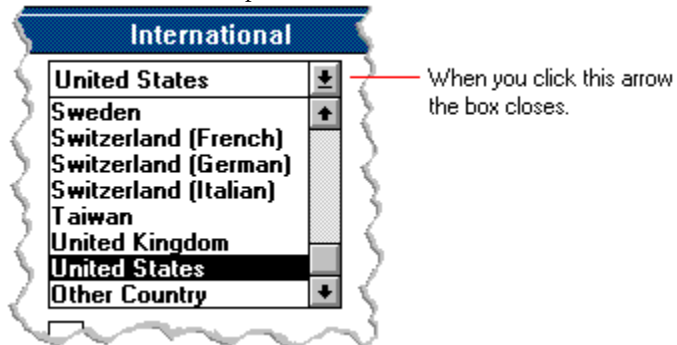 International
United States
When you click this arrow
the box closes.
Sweden
Switzerland (French)
Switzerland (German)
Switzerland (Italian)
Taiwan
United Kingdom
United States
Other Country